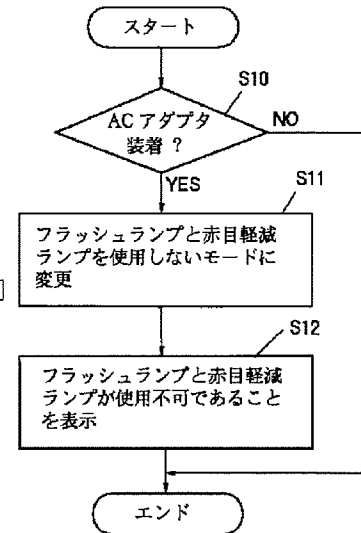 スタート
S10
ACアダプタ
装着 ?
NO
YES
S11
フラッシュランプと赤目軽減
ランプを使用しないモードに
変更
S12
フラッシュランプと赤目軽減
ランプが使用不可であること
を表示
エンド